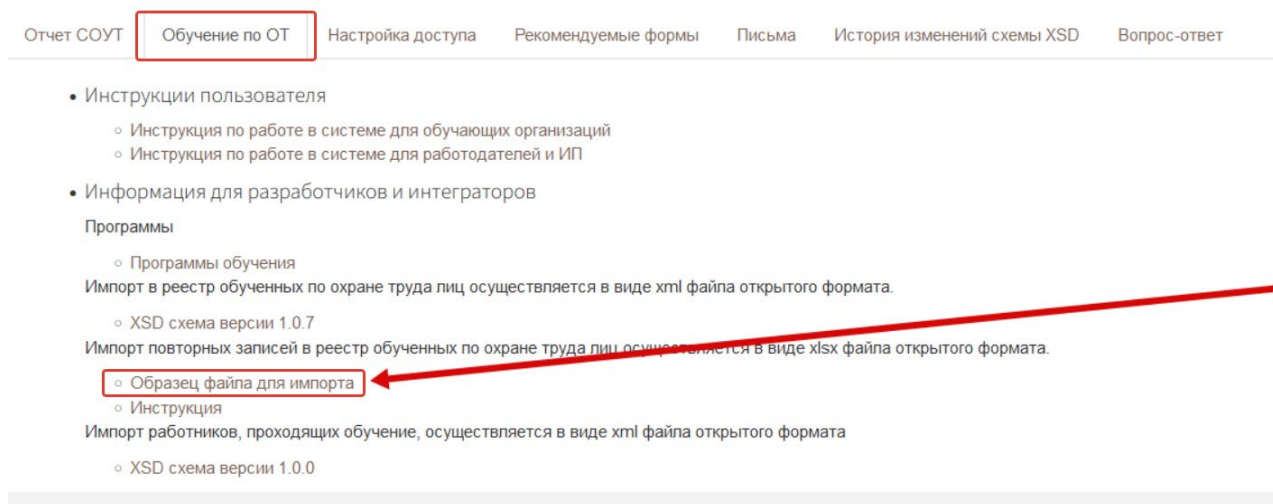 Отчет СОУТ Обучение по ОТ Настройка доступа Рекомендуемые формы Письма История изменений схемы XSD Вопрос-ответ
Инструкции пользователя
Инструкция по работе в системе для обучающих организаций
Инструкция по работе в системе для работодателей и ИП
Информация для разработчиков и интеграторов
Программы
Программы обучения
Импорт в реестр обученных по охране труда лиц осуществляется в виде xml файла открытого формата.
XSD схема версии 1.0.7
Импорт повторных записей в реестр обученных по охране труда лиц осуществляется в виде xlsx файла открытого формата.
Образец файла для импорта
Инструкция
Импорт работников, проходящих обучение, осуществляется в виде xml файла открытого формата
XSD схема версии 1.0.0